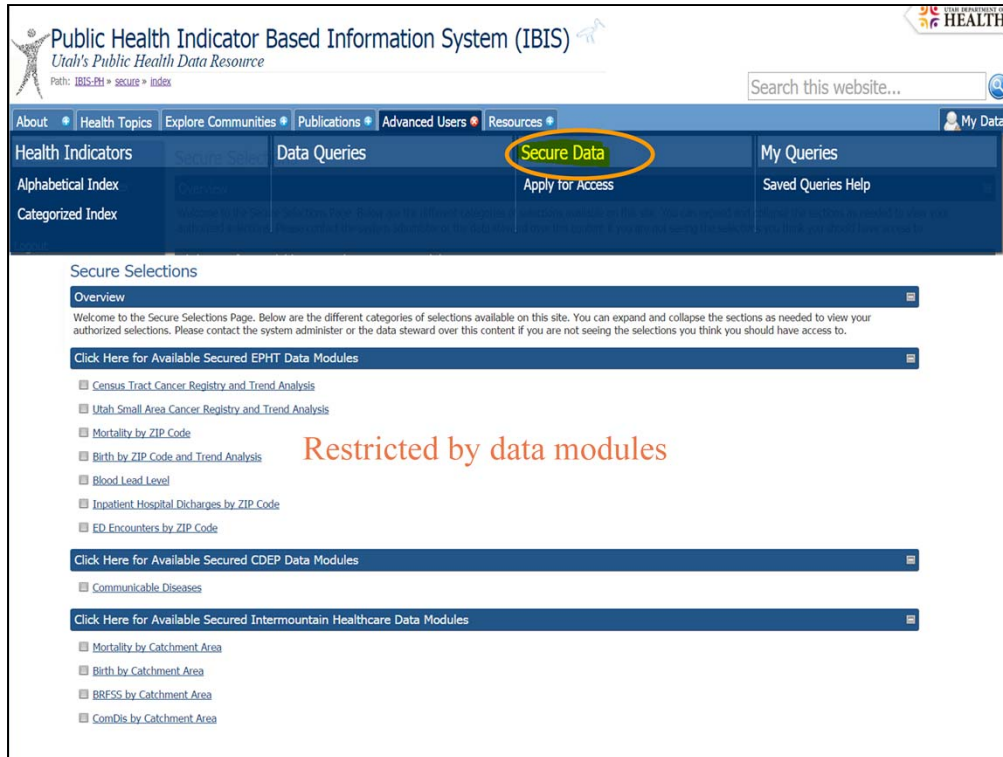 UTAH DEPARTMENT OF
HEALTH
Public Health Indicator Based Information System (IBIS)
Utah's Public Health Data Resource
Path: IBIS-PH » secure » index
Search this website...
About Health Topics Explore Communities Publications Advanced Users Resources My Data
Health Indicators Data Queries Secure Data My Queries
Alphabetical Index Apply for Access Saved Queries Help
Categorized Index
Logout
Secure Selections
Overview
Welcome to the Secure Selections Page. Below are the different categories of selections available on this site. You can expand and collapse the sections as needed to view your
authorized selections. Please contact the system administer or the data steward over this content if you are not seeing the selections you think you should have access to.
Click Here for Available Secured EPHT Data Modules
Census Tract Cancer Registry and Trend Analysis
Utah Small Area Cancer Registry and Trend Analysis
Mortality by ZIP Code
Birth by ZIP Code and Trend Analysis
Restricted by data modules
Blood Lead Level
Inpatient Hospital Dicharges by ZIP Code
ED Encounters by ZIP Code
Click Here for Available Secured CDEP Data Modules
Communicable Diseases
Click Here for Available Secured Intermountain Healthcare Data Modules
Mortality by Catchment Area
Birth by Catchment Area
BRFSS by Catchment Area
ComDis by Catchment Area